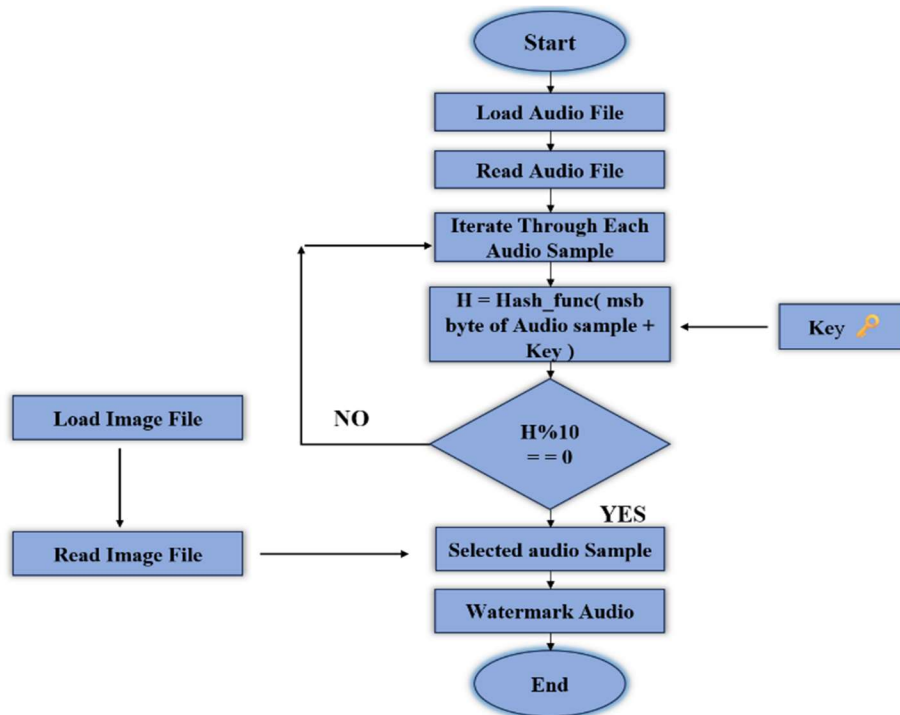 Start
Load Audio File
Read Audio File
Iterate Through Each
Audio Sample
H = Hash_func( msb
byte of Audio sample +
Key )
Key
H%10
= = 0
NO
YES
Load Image File
Read Image File
Selected audio Sample
Watermark Audio
End